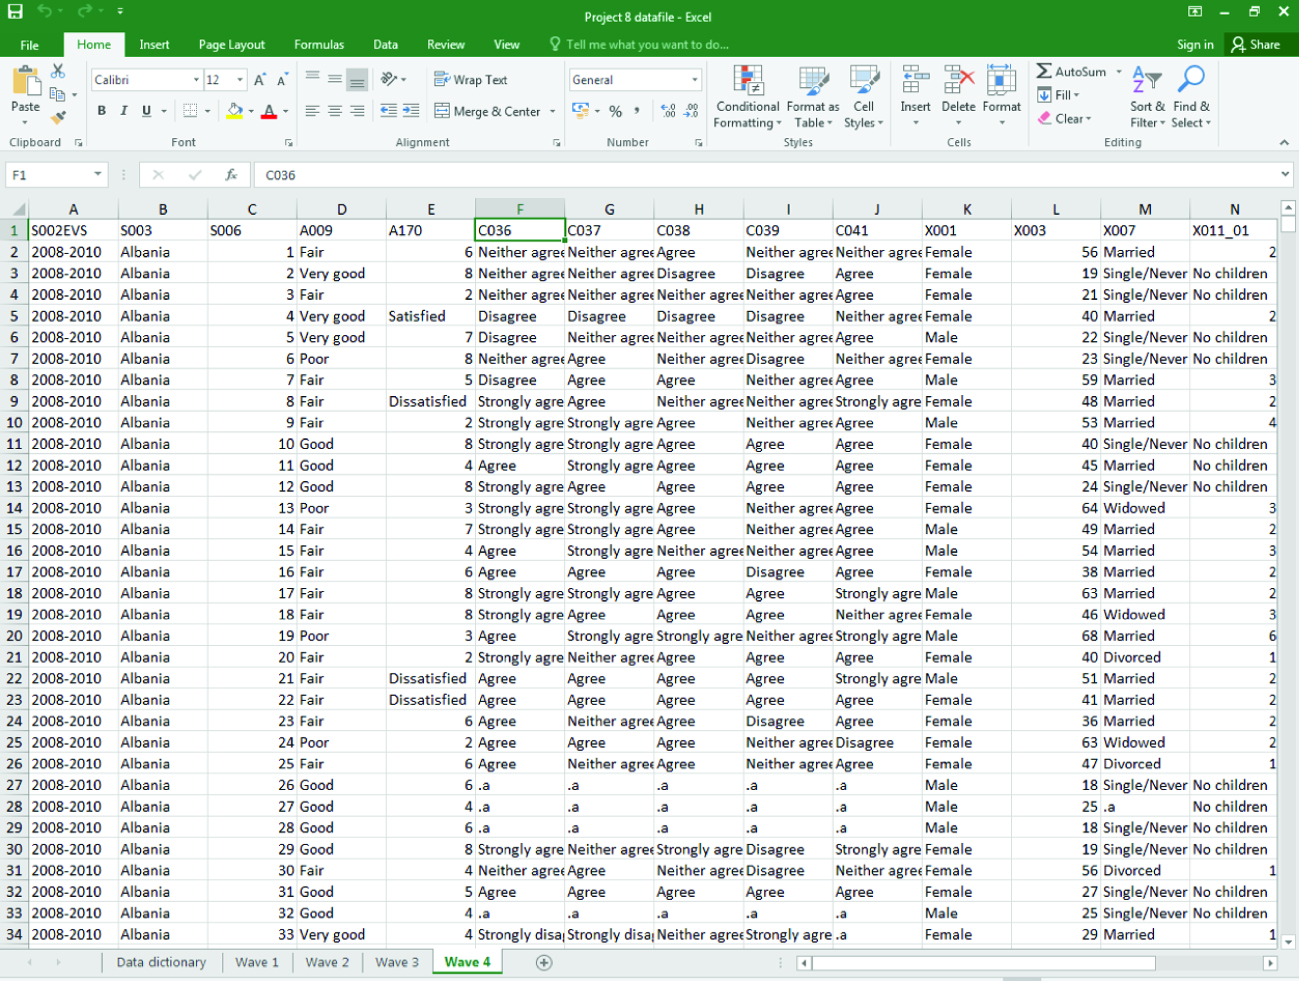 Project 8 datafile - Excel
File Home Insert Page Layout Formulas Data Review View Tell me what you want to do... Sign in Share
Paste Calibri 12 A A B I U A Wrap Text Merge & Center General % , .00 Conditional Formatting Format as Table Cell Styles Insert Delete Format AutoSum Fill Clear Sort & Filter Find & Select
Clipboard Font Alignment Number Styles Cells Editing
F1 fx C036
A B C D E F G H I J K L M N
1 S002EVS S003 S006 A009 A170 C036 C037 C038 C039 C041 X001 X003 X007 X011_01
2 2008-2010 Albania 1 Fair 6 Neither agree Neither agree Agree Neither agree Neither agree Female 56 Married 2
3 2008-2010 Albania 2 Very good 8 Neither agree Neither agree Disagree Disagree Agree Female 19 Single/Never No children
4 2008-2010 Albania 3 Fair 2 Neither agree Neither agree Neither agree Neither agree Agree Female 21 Single/Never No children
5 2008-2010 Albania 4 Very good Satisfied Disagree Disagree Disagree Disagree Neither agree Female 40 Married 2
6 2008-2010 Albania 5 Very good 7 Disagree Neither agree Neither agree Neither agree Agree Male 22 Single/Never No children
7 2008-2010 Albania 6 Poor 8 Neither agree Agree Neither agree Disagree Neither agree Female 23 Single/Never No children
8 2008-2010 Albania 7 Fair 5 Disagree Agree Agree Neither agree Agree Male 59 Married 3
9 2008-2010 Albania 8 Fair Dissatisfied Strongly agre Agree Neither agree Neither agree Strongly agre Female 48 Married 2
10 2008-2010 Albania 9 Fair 2 Strongly agre Strongly agre Agree Neither agree Agree Male 53 Married 4
11 2008-2010 Albania 10 Good 8 Strongly agre Strongly agre Agree Agree Agree Female 40 Single/Never No children
12 2008-2010 Albania 11 Good 4 Agree Strongly agre Agree Agree Agree Female 45 Married No children
13 2008-2010 Albania 12 Good 8 Strongly agre Agree Agree Agree Agree Female 24 Single/Never No children
14 2008-2010 Albania 13 Poor 3 Strongly agre Strongly agre Agree Neither agree Agree Female 64 Widowed 3
15 2008-2010 Albania 14 Fair 7 Strongly agre Strongly agre Agree Neither agree Agree Male 49 Married 2
16 2008-2010 Albania 15 Fair 4 Agree Strongly agre Neither agree Neither agree Agree Male 54 Married 3
17 2008-2010 Albania 16 Fair 6 Agree Agree Agree Disagree Agree Female 38 Married 2
18 2008-2010 Albania 17 Fair 8 Strongly agre Strongly agre Agree Agree Strongly agre Male 63 Married 2
19 2008-2010 Albania 18 Fair 8 Strongly agre Agree Agree Agree Neither agree Female 46 Widowed 3
20 2008-2010 Albania 19 Poor 3 Agree Strongly agre Strongly agre Neither agree Strongly agre Male 68 Married 6
21 2008-2010 Albania 20 Fair 2 Strongly agre Neither agree Agree Agree Agree Female 40 Divorced 1
22 2008-2010 Albania 21 Fair Dissatisfied Agree Agree Agree Agree Strongly agre Male 51 Married 2
23 2008-2010 Albania 22 Fair Dissatisfied Agree Agree Agree Agree Agree Female 41 Married 2
24 2008-2010 Albania 23 Fair 6 Agree Neither agree Agree Disagree Agree Female 36 Married 2
25 2008-2010 Albania 24 Poor 2 Agree Agree Agree Neither agree Disagree Female 63 Widowed 2
26 2008-2010 Albania 25 Fair 6 Agree Neither agree Agree Neither agree Agree Female 47 Divorced 1
27 2008-2010 Albania 26 Good 6 .a .a .a .a .a Male 18 Single/Never No children
28 2008-2010 Albania 27 Good 4 .a .a .a .a .a Male 25 .a No children
29 2008-2010 Albania 28 Good 6 .a .a .a .a .a Male 18 Single/Never No children
30 2008-2010 Albania 29 Good 8 Strongly agre Neither agree Strongly agre Disagree Strongly agre Female 19 Single/Never No children
31 2008-2010 Albania 30 Fair 4 Neither agree Agree Neither agree Disagree Neither agree Female 56 Divorced 1
32 2008-2010 Albania 31 Good 5 Agree Agree Agree Agree Agree Female 27 Single/Never No children
33 2008-2010 Albania 32 Good 4 .a .a .a .a .a Male 25 Single/Never No children
34 2008-2010 Albania 33 Very good 4 Strongly disa Strongly disa Neither agree Strongly agre .a Female 29 Married 1
Data dictionary Wave 1 Wave 2 Wave 3 Wave 4